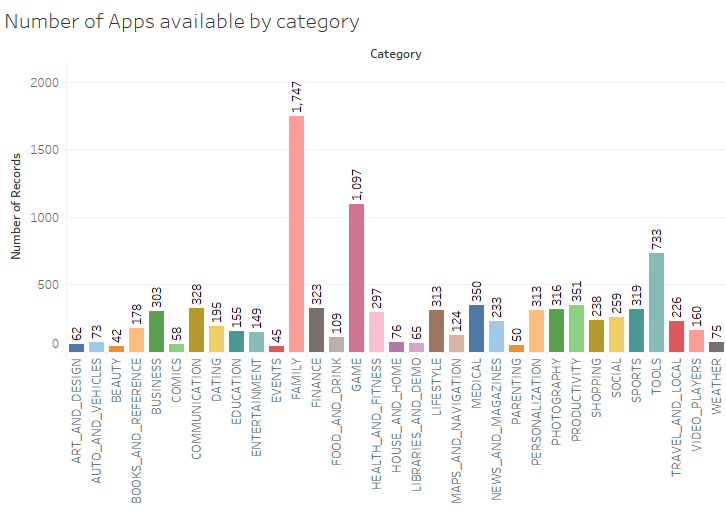 Number of Apps available by category
Category
Number of Records
2000
1500
1000
500
0
62
73
42
178
303
58
328
195
155
149
45
1,747
323
109
1,097
297
76
65
313
124
350
233
50
313
316
351
238
259
319
733
226
160
75
ART_AND_DESIGN
AUTO_AND_VEHICLES
BEAUTY
BOOKS_AND_REFERENCE
BUSINESS
COMICS
COMMUNICATION
DATING
EDUCATION
ENTERTAINMENT
EVENTS
FAMILY
FINANCE
FOOD_AND_DRINK
GAME
HEALTH_AND_FITNESS
HOUSE_AND_HOME
LIBRARIES_AND_DEMO
LIFESTYLE
MAPS_AND_NAVIGATION
MEDICAL
NEWS_AND_MAGAZINES
PARENTING
PERSONALIZATION
PHOTOGRAPHY
PRODUCTIVITY
SHOPPING
SOCIAL
SPORTS
TOOLS
TRAVEL_AND_LOCAL
VIDEO_PLAYERS
WEATHER